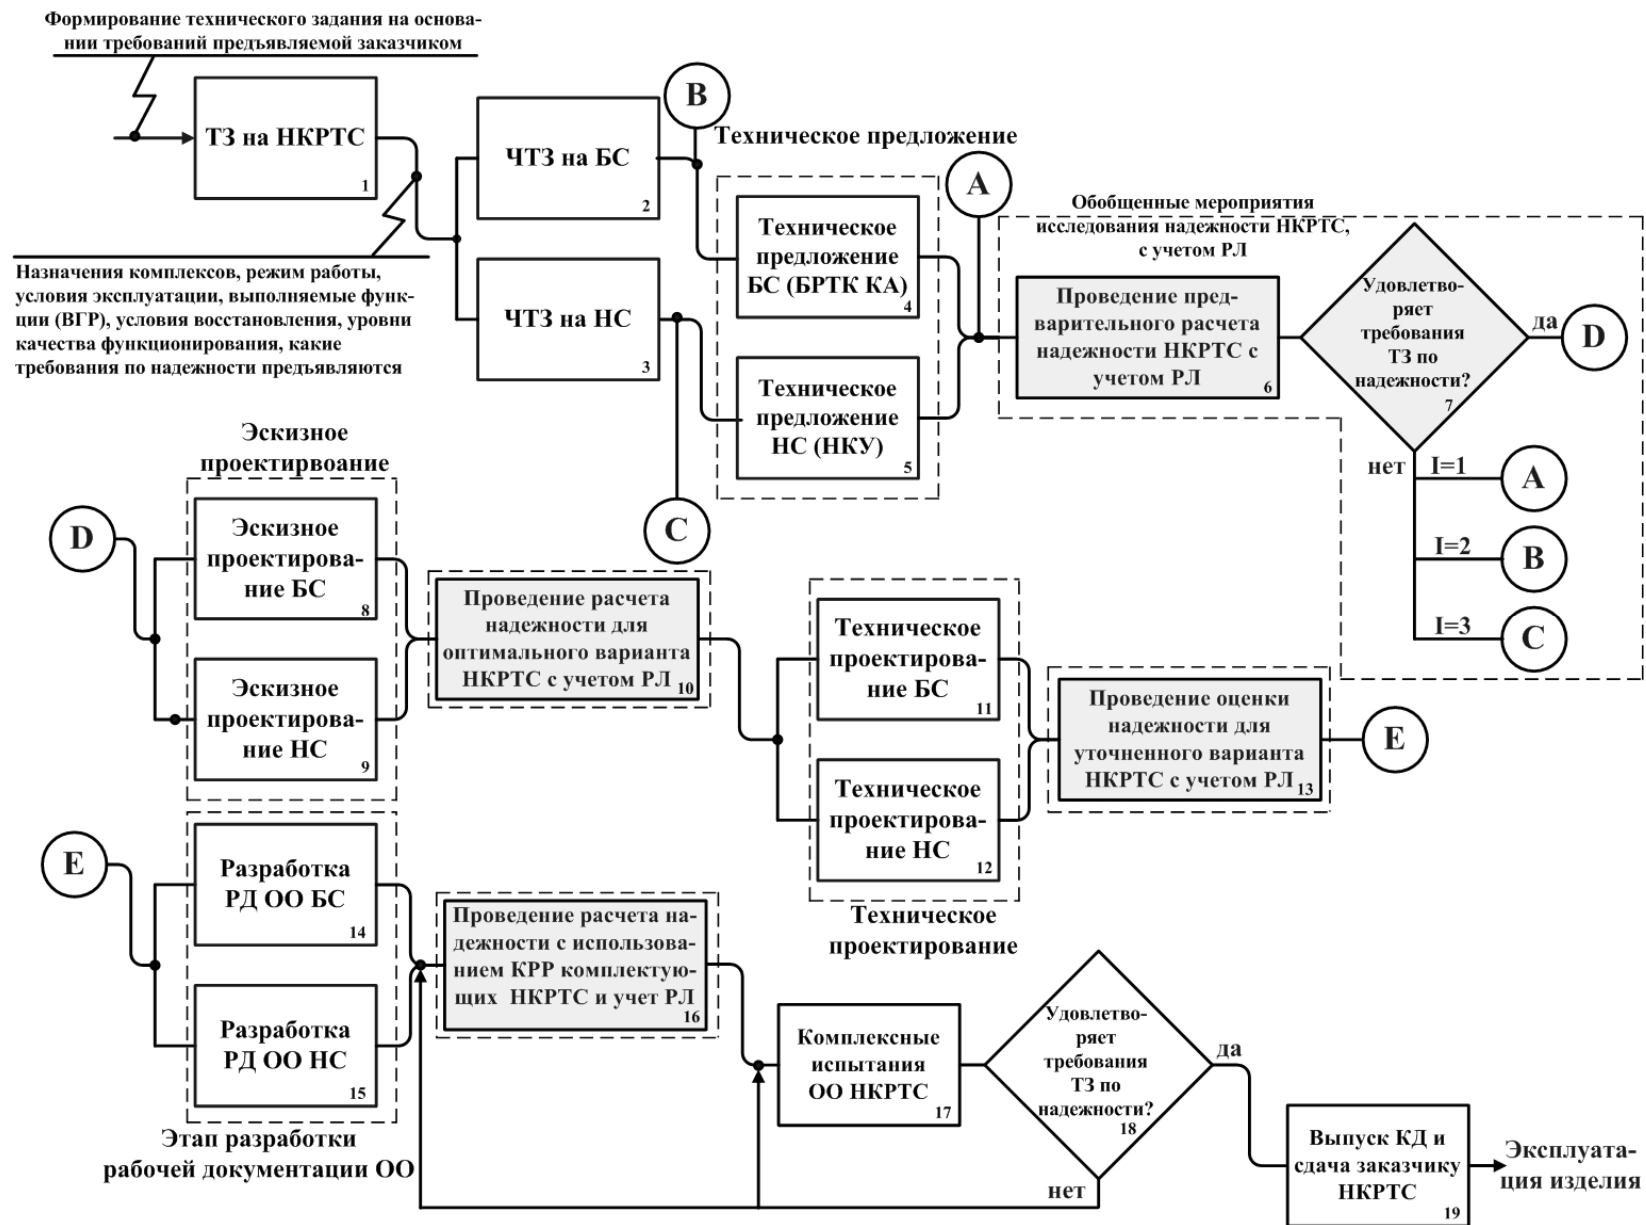 Формирование технического задания на основа-
нии требований предъявляемой заказчиком
ТЗ на НКРТС
1
Назначения комплексов, режим работы,
условия эксплуатации, выполняемые функ-
ции (ВГР), условия восстановления, уровни
качества функционирования, какие
требования по надежности предъявляются
ЧТЗ на БС
2
ЧТЗ на НС
3
B
C
Техническое предложение
Техническое
предложение
БС (БРТК КА)
4
Техническое
предложение
НС (НКУ)
5
A
Обобщенные мероприятия
исследования надежности НКРТС,
с учетом РЛ
Проведение пред-
варительного расчета
надежности НКРТС с
учетом РЛ
6
Удовлетво-
ряет
требования
ТЗ по
надежности?
7
да
D
нет
I=1
A
I=2
B
I=3
C
Эскизное
проектирвоание
D
Эскизное
проектирова-
ние БС
8
Эскизное
проектирова-
ние НС
9
Проведение расчета
надежности для
оптимального варианта
НКРТС с учетом РЛ
10
Техническое
проектирова-
ние БС
11
Техническое
проектирова-
ние НС
12
Техническое
проектирование
Проведение оценки
надежности для
уточненного варианта
НКРТС с учетом РЛ
13
E
E
Разработка
РД ОО БС
14
Разработка
РД ОО НС
15
Этап разработки
рабочей документации ОО
Проведение расчета на-
дежности с использова-
нием КРР комплектую-
щих НКРТС и учет РЛ
16
Комплексные
испытания
ОО НКРТС
17
Удовлетво-
ряет
требования
ТЗ по
надежности?
18
да
нет
Выпуск КД и
сдача заказчику
НКРТС
19
Эксплуата-
ция изделия